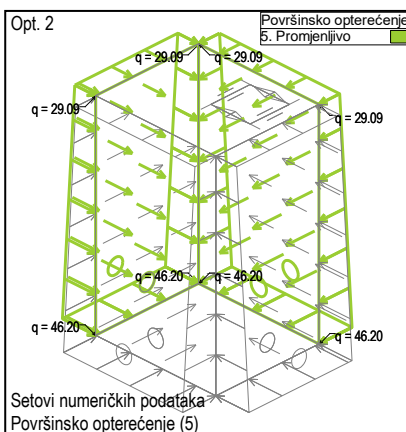 Opt. 2
Površinsko opterećenje
5. Promjenljivo
q = 29.09 q = 29.09
q = 29.09
q = 29.09
q = 46.20 q = 46.20
q = 46.20
q = 46.20
Setovi numeričkih podataka
Površinsko opterećenje (5)